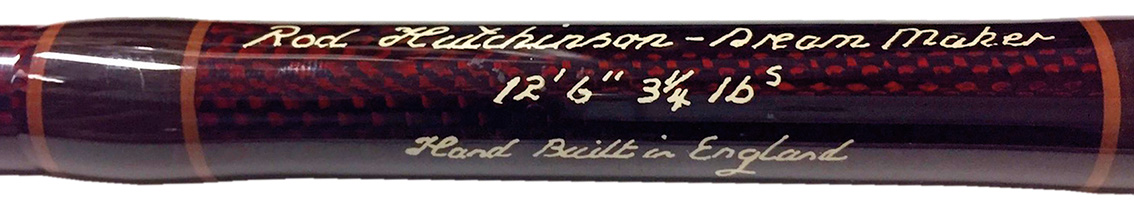 Rod Hutchinson - Dream Maker
12' 6" 3¼ lbs
Hand Built in England